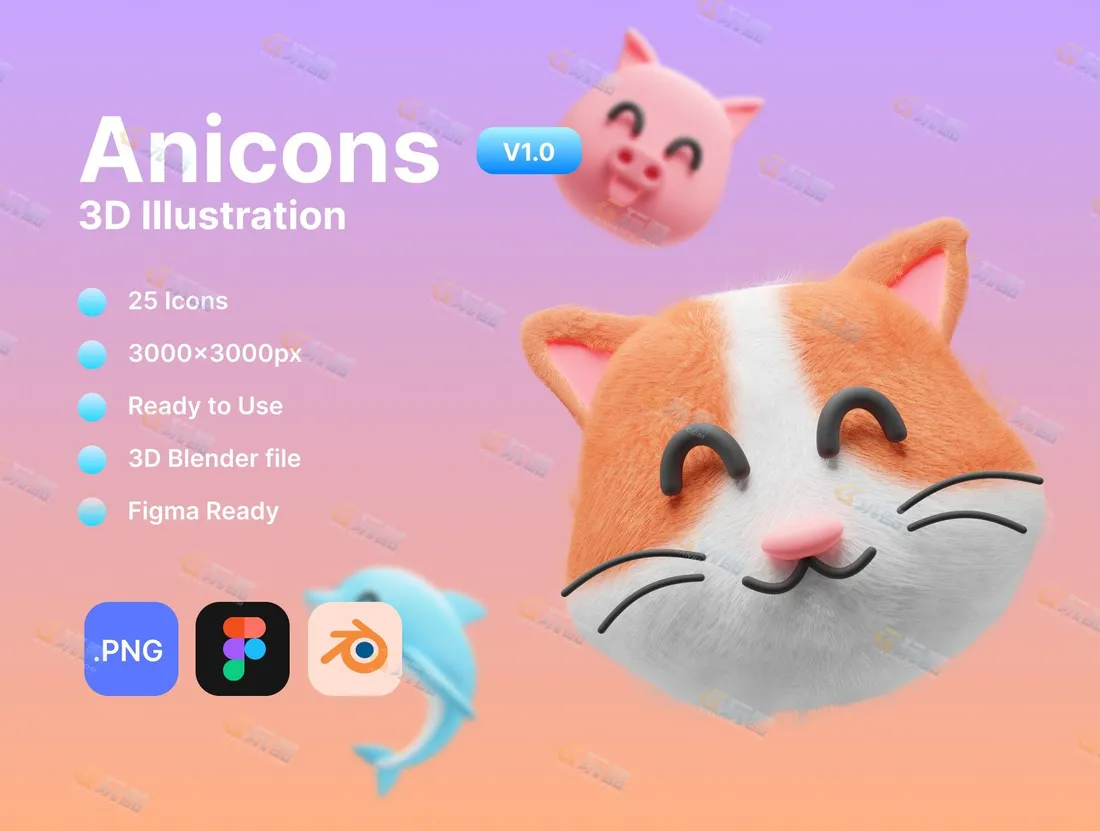 Anicons
V1.0
3D Illustration
25 Icons
3000×3000px
Ready to Use
3D Blender file
Figma Ready
.PNG